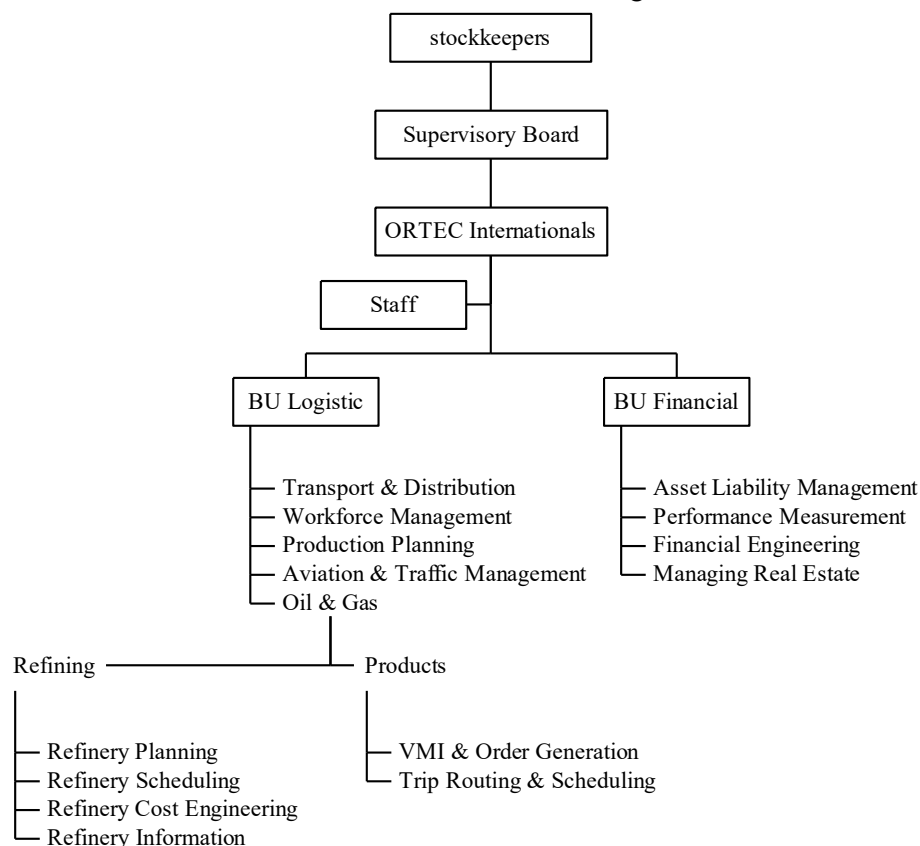 stockkeepers
Supervisory Board
ORTEC Internationals
Staff
BU Logistic
BU Financial
Transport & Distribution
Workforce Management
Production Planning
Aviation & Traffic Management
Oil & Gas
Asset Liability Management
Performance Measurement
Financial Engineering
Managing Real Estate
Refining
Products
Refinery Planning
Refinery Scheduling
Refinery Cost Engineering
Refinery Information
VMI & Order Generation
Trip Routing & Scheduling